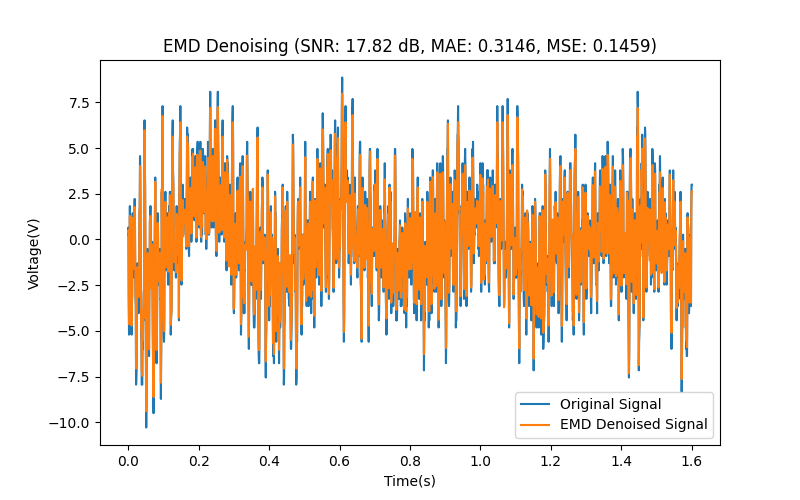 EMD Denoising (SNR: 17.82 dB, MAE: 0.3146, MSE: 0.1459)
7.5
5.0
2.5
0.0
−2.5
−5.0
−7.5
−10.0
Voltage(V)
Original Signal
EMD Denoised Signal
0.0 0.2 0.4 0.6 0.8 1.0 1.2 1.4 1.6
Time(s)